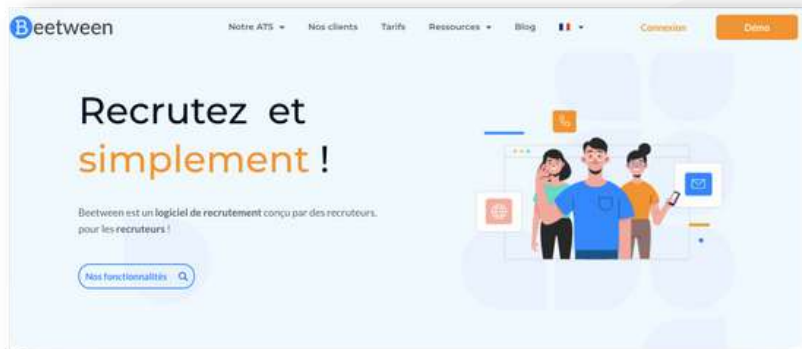 Beetween
Notre ATS Nos clients Tarifs Ressources Blog Connexion Démo
Recrutez et
simplement !
Beetween est un logiciel de recrutement conçu par des recruteurs,
pour les recruteurs !
Nos fonctionnalités